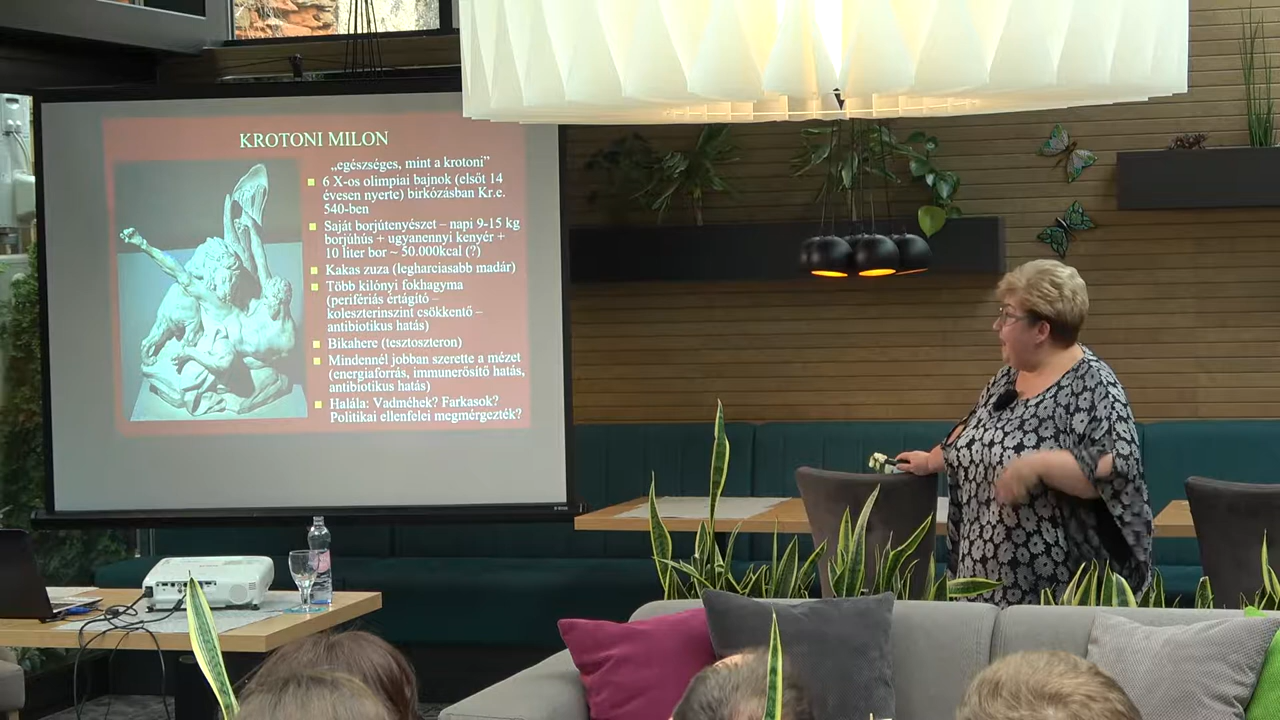 KROTONI MILON
„egészséges, mint a krotoni”
6 X-os olimpiai bajnok (elsőt 14
évesen nyerte) birkózásban Kr.e.
540-ben
Saját borjútenyészet – napi 9-15 kg
borjúhús + ugyanennyi kenyér +
10 liter bor ~ 50.000kcal (?)
Kakas zuza (legharciasabb madár)
Több kilónyi fokhagyma
(perifériás értágító –
koleszterinszint csökkentő –
antibiotikus hatás)
Bikahere (tesztoszteron)
Mindennél jobban szerette a mézet
(energiaforrás, immunerősítő hatás,
antibiotikus hatás)
Halála: Vadméhek? Farkasok?
Politikai ellenfelei megmérgezték?